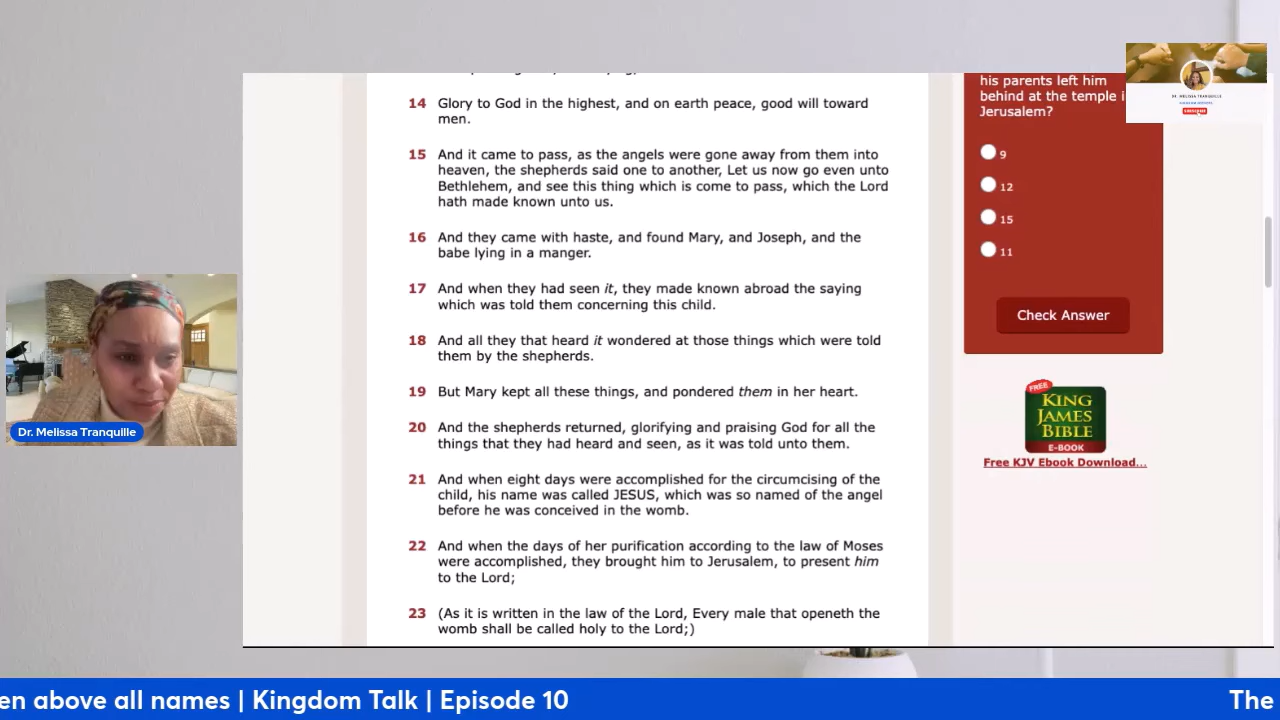 14 Glory to God in the highest, and on earth peace, good will toward
men.
15 And it came to pass, as the angels were gone away from them into
heaven, the shepherds said one to another, Let us now go even unto
Bethlehem, and see this thing which is come to pass, which the Lord
hath made known unto us.
16 And they came with haste, and found Mary, and Joseph, and the
babe lying in a manger.
17 And when they had seen it, they made known abroad the saying
which was told them concerning this child.
18 And all they that heard it wondered at those things which were told
them by the shepherds.
19 But Mary kept all these things, and pondered them in her heart.
20 And the shepherds returned, glorifying and praising God for all the
things that they had heard and seen, as it was told unto them.
21 And when eight days were accomplished for the circumcising of the
child, his name was called JESUS, which was so named of the angel
before he was conceived in the womb.
22 And when the days of her purification according to the law of Moses
were accomplished, they brought him to Jerusalem, to present him
to the Lord;
23 (As it is written in the law of the Lord, Every male that openeth the
womb shall be called holy to the Lord;)
his parents left him
behind at the temple i
Jerusalem?
9
12
15
11
Check Answer
FREE
KING
JAMES
BIBLE
E-BOOK
Free KJV Ebook Download...
DR. MELISSA TRANQUILLE
SUBSCRIBE
Dr. Melissa Tranquille
en above all names | Kingdom Talk | Episode 10
The